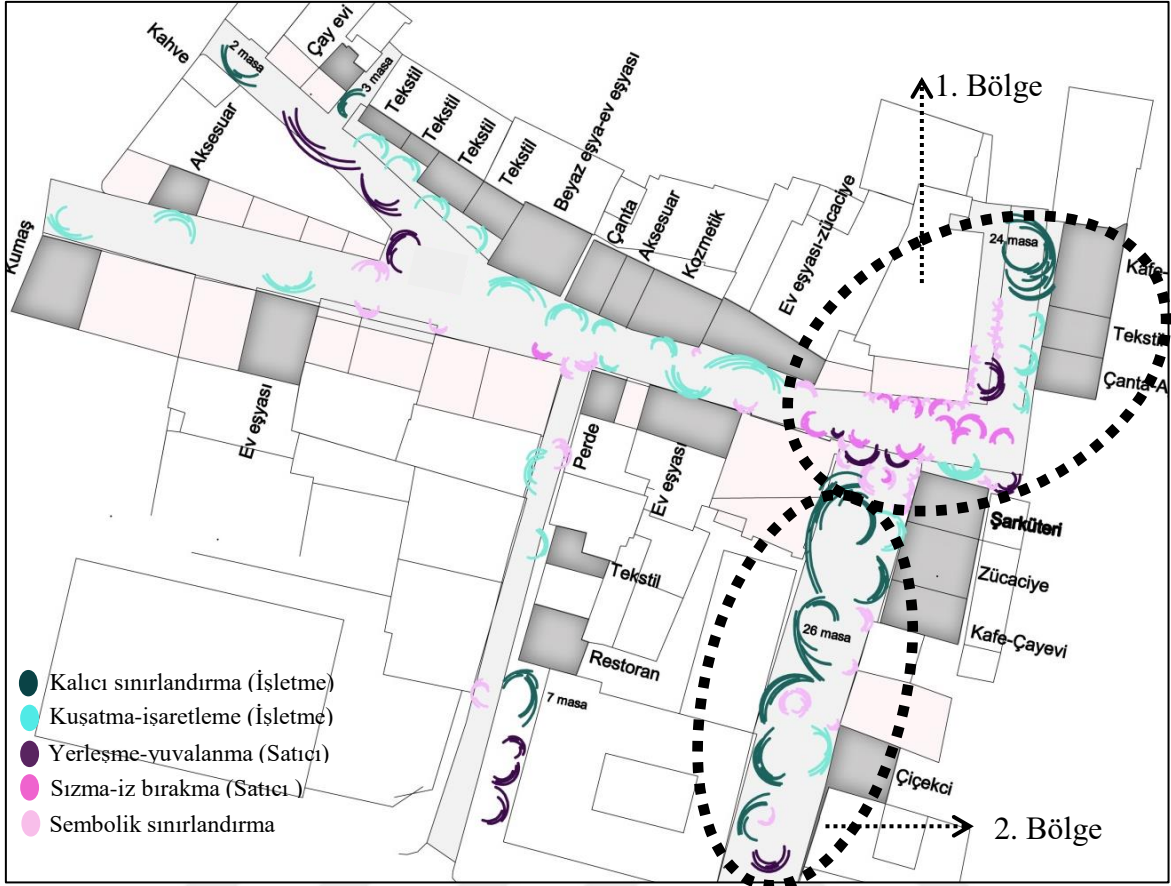 Kahve
2 masa
Çay evi
3 masa
Tekstil
Tekstil
Tekstil
Tekstil
Beyaz eşya-ev eşyası
Çanta
Aksesuar
Kozmetik
Ev eşyası-zücaciye
1. Bölge
Aksesuar
Kumaş
24 masa
Kafe-
Tekstil
Çanta-A
Ev eşyası
Perde
Ev eşyası
Şarküteri
Zücaciye
Kafe-Çayevi
Tekstil
26 masa
Restoran
7 masa
Çiçekci
2. Bölge
Kalıcı sınırlandırma (İşletme)
Kuşatma-işaretleme (İşletme)
Yerleşme-yuvalanma (Satıcı)
Sızma-iz bırakma (Satıcı )
Sembolik sınırlandırma